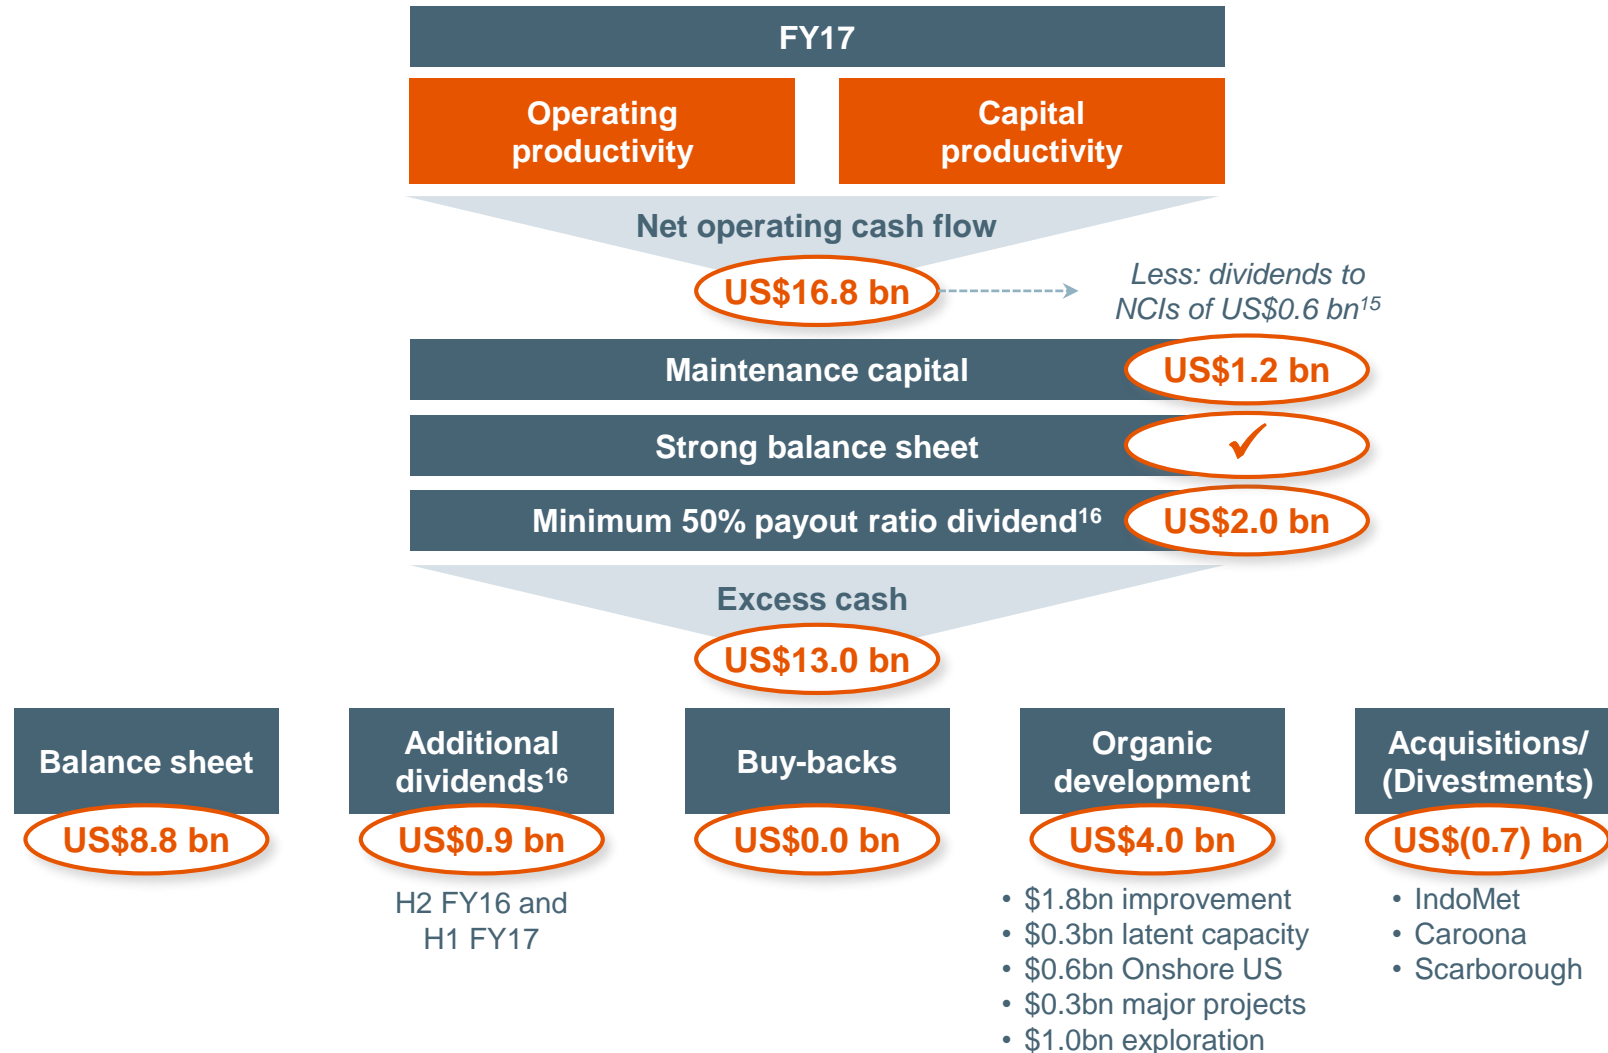 FY17
Operating
productivity
Capital
productivity
Net operating cash flow
US$16.8 bn
Less: dividends to
NCIs of US$0.6 bn15
Maintenance capital
US$1.2 bn
Strong balance sheet
✓
Minimum 50% payout ratio dividend16
US$2.0 bn
Excess cash
US$13.0 bn
Balance sheet
US$8.8 bn
Additional
dividends16
US$0.9 bn
H2 FY16 and
H1 FY17
Buy-backs
US$0.0 bn
Organic
development
US$4.0 bn
• $1.8bn improvement
• $0.3bn latent capacity
• $0.6bn Onshore US
• $0.3bn major projects
• $1.0bn exploration
Acquisitions/
(Divestments)
US$(0.7) bn
• IndoMet
• Caroona
• Scarborough